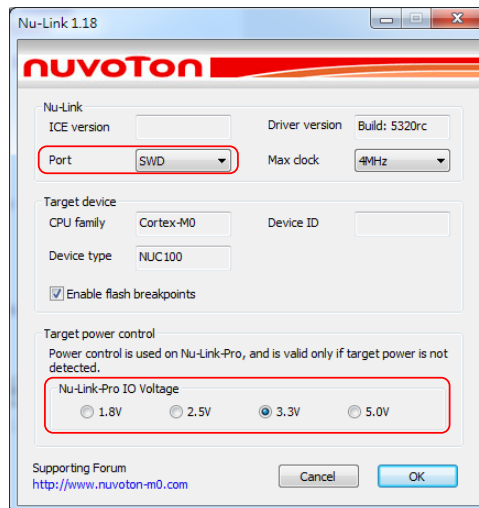 Nu-Link 1.18
nuvoTon
Nu-Link
ICE version Driver version Build: 5320rc
Port SWD Max clock 4MHz
Target device
CPU family Cortex-M0 Device ID
Device type NUC100
Enable flash breakpoints
Target power control
Power control is used on Nu-Link-Pro, and is valid only if target power is not
detected.
Nu-Link-Pro IO Voltage
1.8V 2.5V 3.3V 5.0V
Supporting Forum
http://www.nuvoton-m0.com
Cancel OK